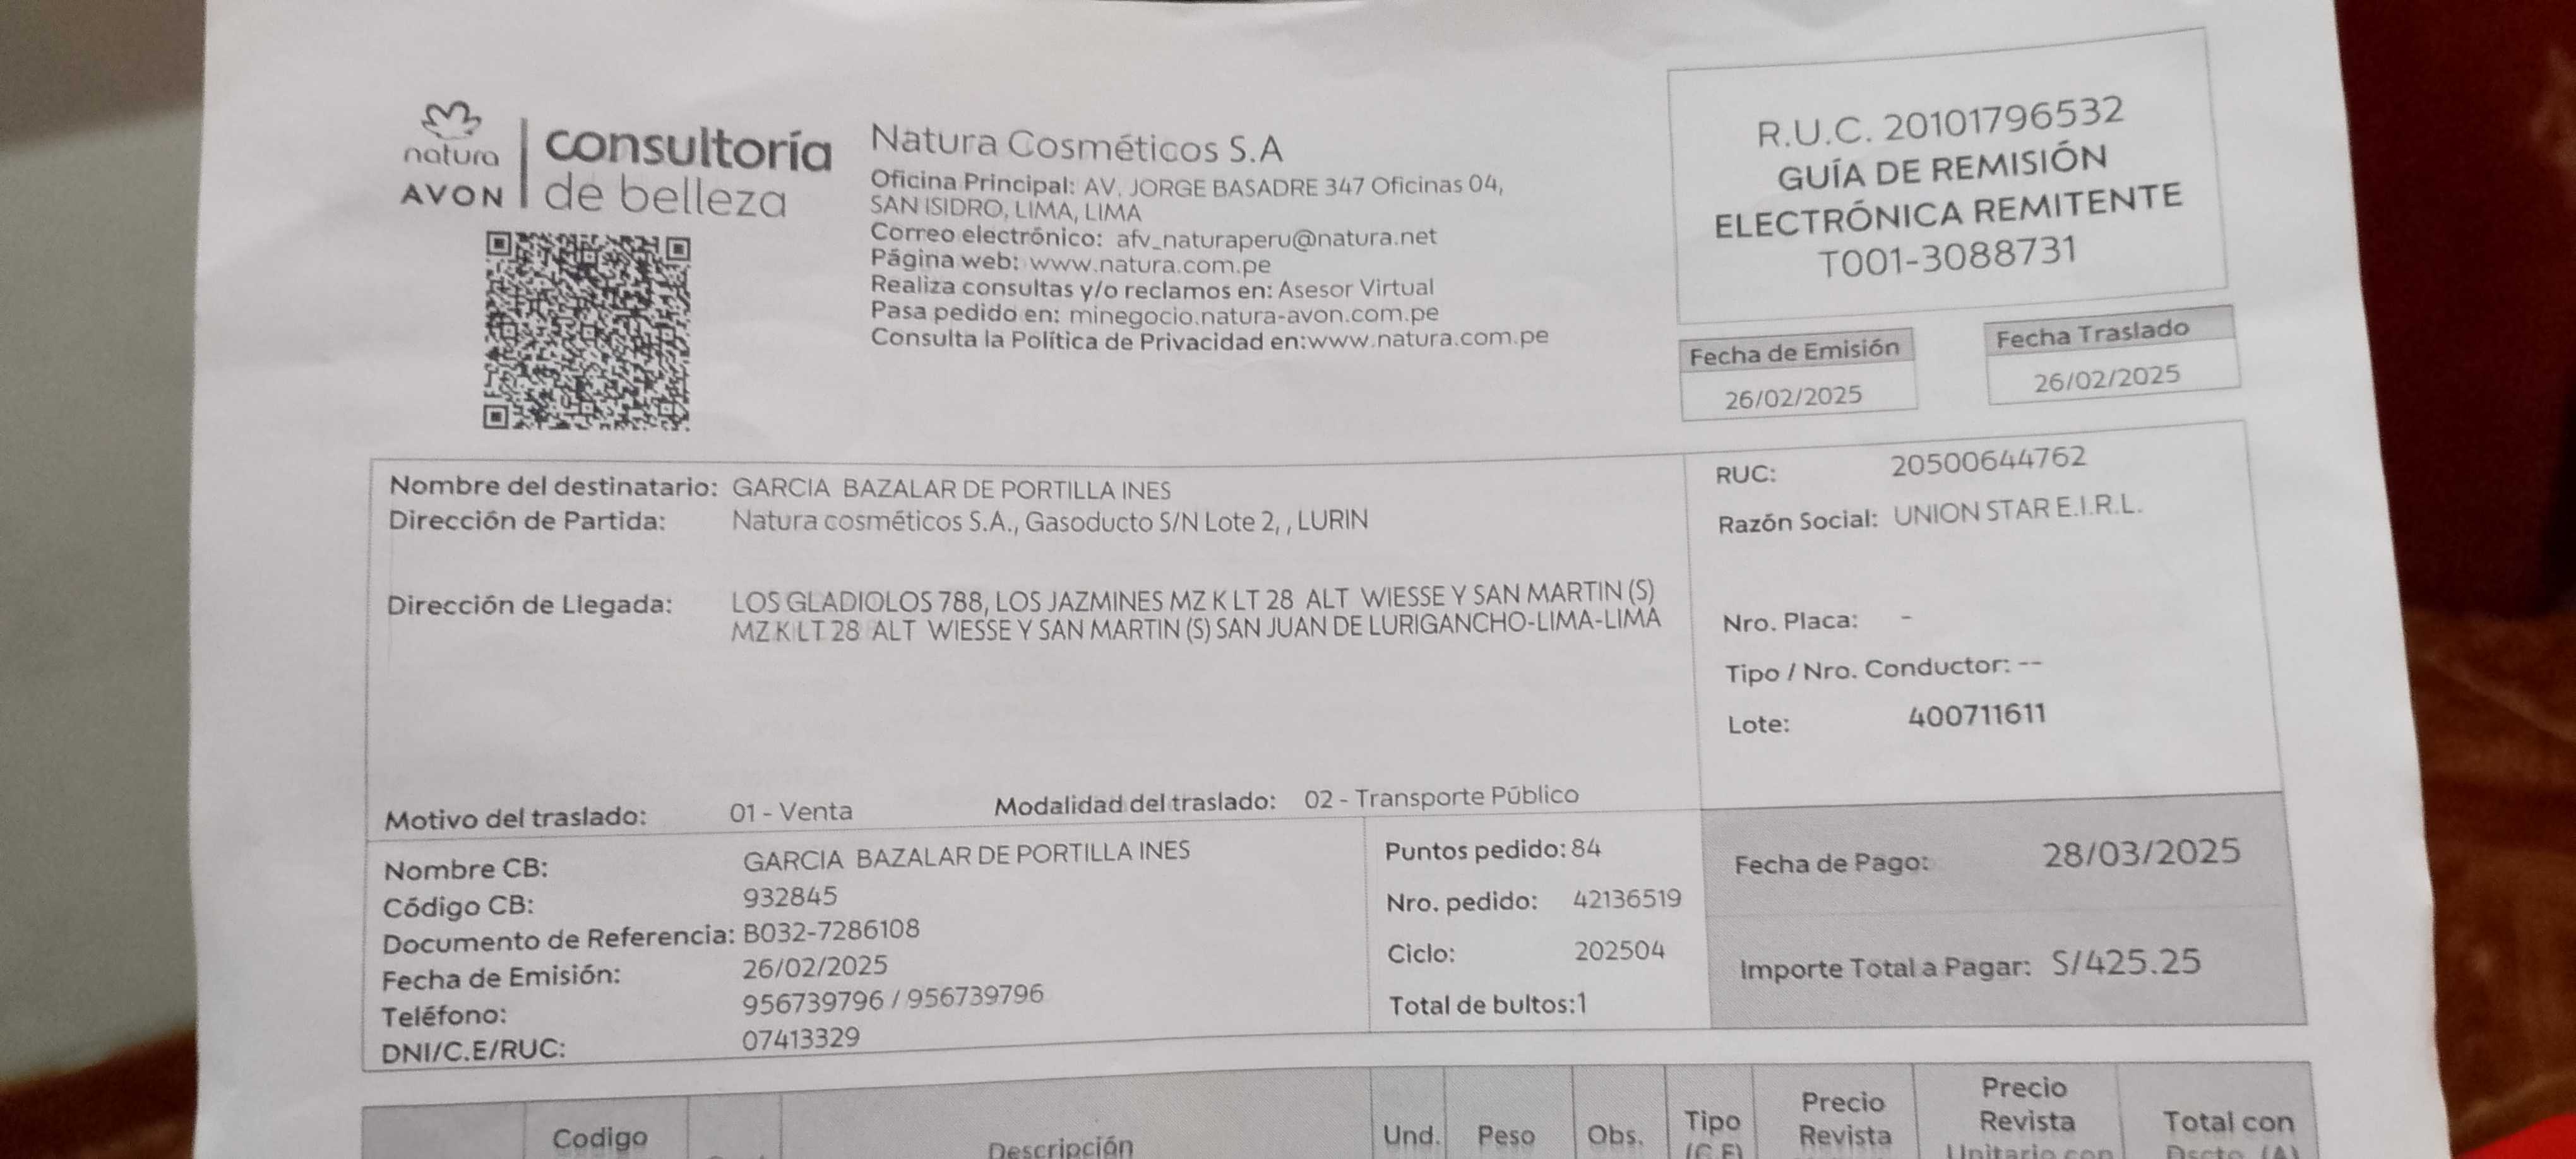 natura
AVON
consultoría
de belleza
Natura Cosméticos S.A
Oficina Principal: AV. JORGE BASADRE 347 Oficinas 04,
SAN ISIDRO, LIMA, LIMA
Correo electrónico: afv_naturaperu@natura.net
Página web: www.natura.com.pe
Realiza consultas y/o reclamos en: Asesor Virtual
Pasa pedido en: minegocio.natura-avon.com.pe
Consulta la Política de Privacidad en:www.natura.com.pe
R.U.C. 20101796532
GUÍA DE REMISIÓN
ELECTRÓNICA REMITENTE
T001-3088731
Fecha de Emisión
26/02/2025
Fecha Traslado
26/02/2025
Nombre del destinatario: GARCIA BAZALAR DE PORTILLA INES
Dirección de Partida: Natura cosméticos S.A., Gasoducto S/N Lote 2, , LURIN
Dirección de Llegada: LOS GLADIOLOS 788, LOS JAZMINES MZ K LT 28 ALT WIESSE Y SAN MARTIN (S)
MZ K LT 28 ALT WIESSE Y SAN MARTIN (S) SAN JUAN DE LURIGANCHO-LIMA-LIMA
Motivo del traslado: 01 - Venta Modalidad del traslado: 02 - Transporte Público
RUC: 20500644762
Razón Social: UNION STAR E.I.R.L.
Nro. Placa: -
Tipo / Nro. Conductor: --
Lote: 400711611
Nombre CB: GARCIA BAZALAR DE PORTILLA INES
Código CB: 932845
Documento de Referencia: B032-7286108
Fecha de Emisión: 26/02/2025
Teléfono: 956739796 / 956739796
DNI/C.E/RUC: 07413329
Puntos pedido: 84
Nro. pedido: 42136519
Ciclo: 202504
Total de bultos:1
Fecha de Pago: 28/03/2025
Importe Total a Pagar: S/425.25
Codigo
Descripción
Und.
Peso
Obs.
Tipo
(C,F)
Precio
Revista
Precio
Revista
Unitario con
Total con
Dscto. (A)